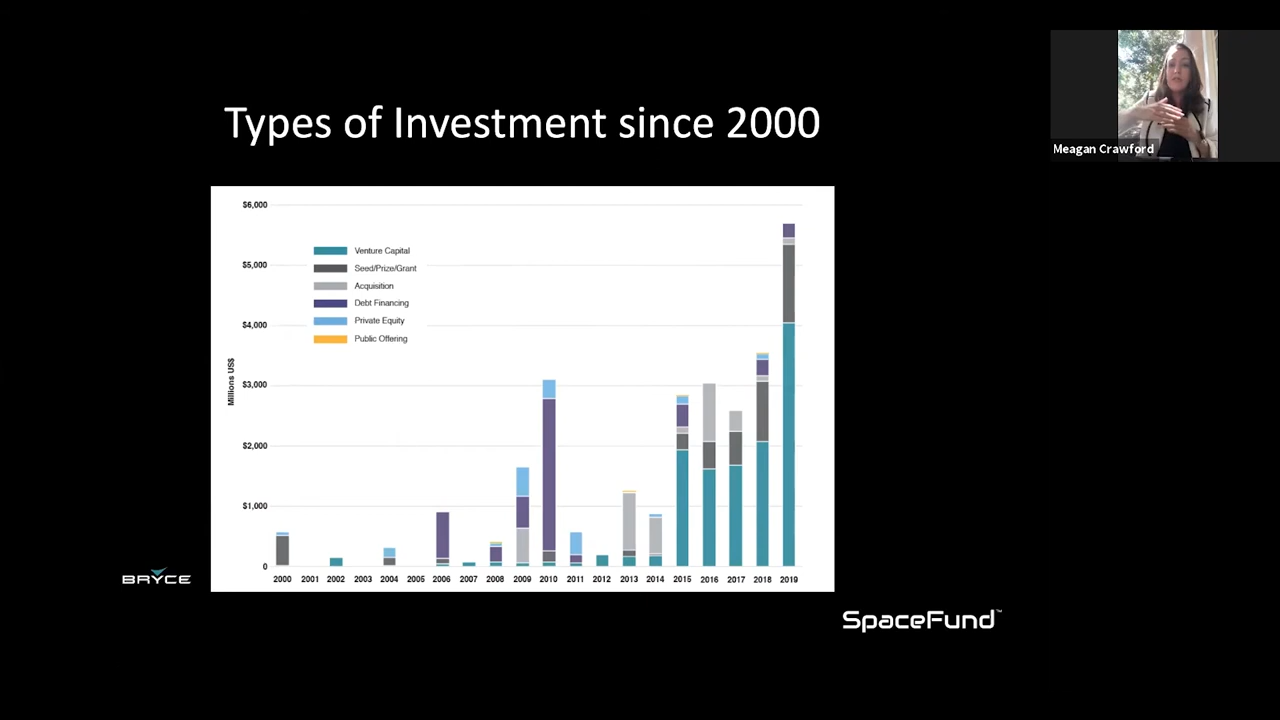 Types of Investment since 2000
Meagan Crawford
$6,000
$5,000
$4,000
$3,000
$2,000
$1,000
0
Millions US$
Venture Capital
Seed/Prize/Grant
Acquisition
Debt Financing
Private Equity
Public Offering
2000 2001 2002 2003 2004 2005 2006 2007 2008 2009 2010 2011 2012 2013 2014 2015 2016 2017 2018 2019
BRYCE
SpaceFund™